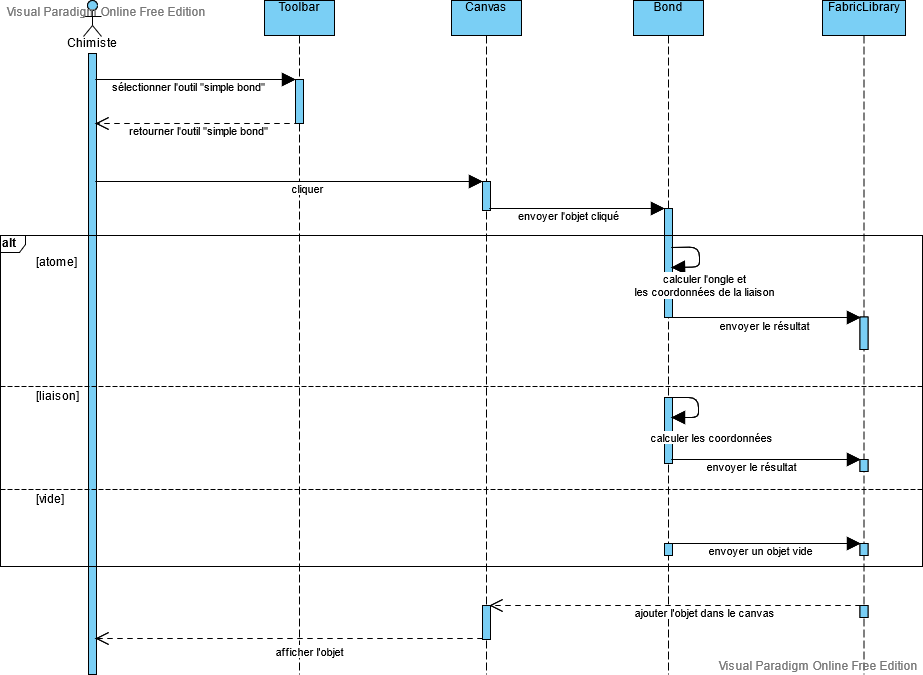 Visual Paradigm Online Free Edition
Chimiste
Toolbar
Canvas
Bond
FabricLibrary
sélectionner l'outil "simple bond"
retourner l'outil "simple bond"
cliquer
envoyer l'objet cliqué
alt
[atome]
calculer l'ongle et
les coordonnées de la liaison
envoyer le résultat
[liaison]
calculer les coordonnées
envoyer le résultat
[vide]
envoyer un objet vide
ajouter l'objet dans le canvas
afficher l'objet
Visual Paradigm Online Free Edition